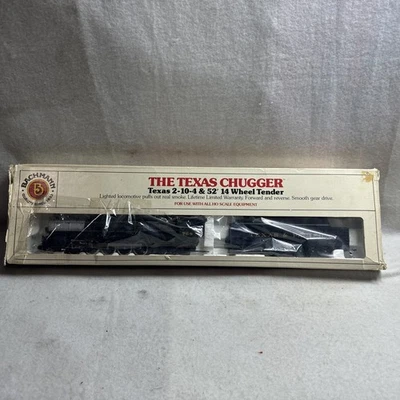 BACHMANN
B
THE TEXAS CHUGGER
Texas 2-10-4 & 52' 14 Wheel Tender
Lighted locomotive puffs out real smoke. Lifetime Limited Warranty. Forward and reverse. Smooth gear drive.
FOR USE WITH ALL HO SCALE EQUIPMENT